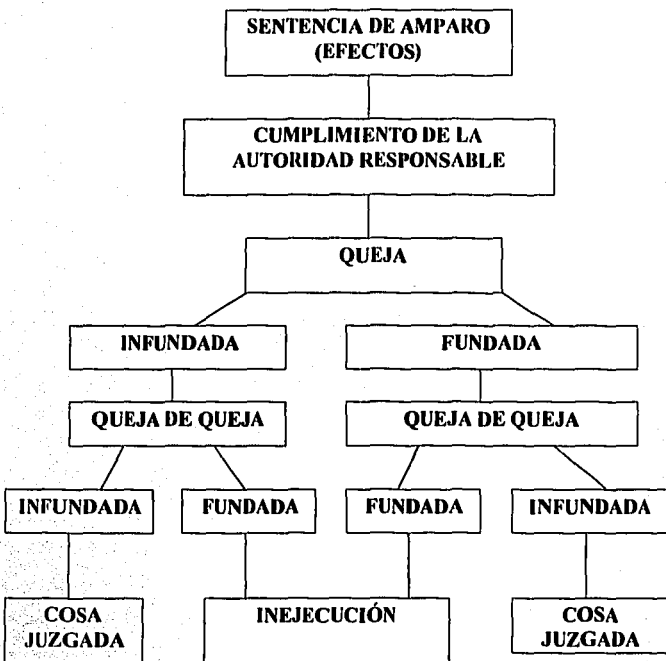 SENTENCIA DE AMPARO
(EFECTOS)
CUMPLIMIENTO DE LA
AUTORIDAD RESPONSABLE
QUEJA
INFUNDADA
FUNDADA
QUEJA DE QUEJA
QUEJA DE QUEJA
INFUNDADA
FUNDADA
FUNDADA
INFUNDADA
COSA
JUZGADA
INEJECUCIÓN
COSA
JUZGADA